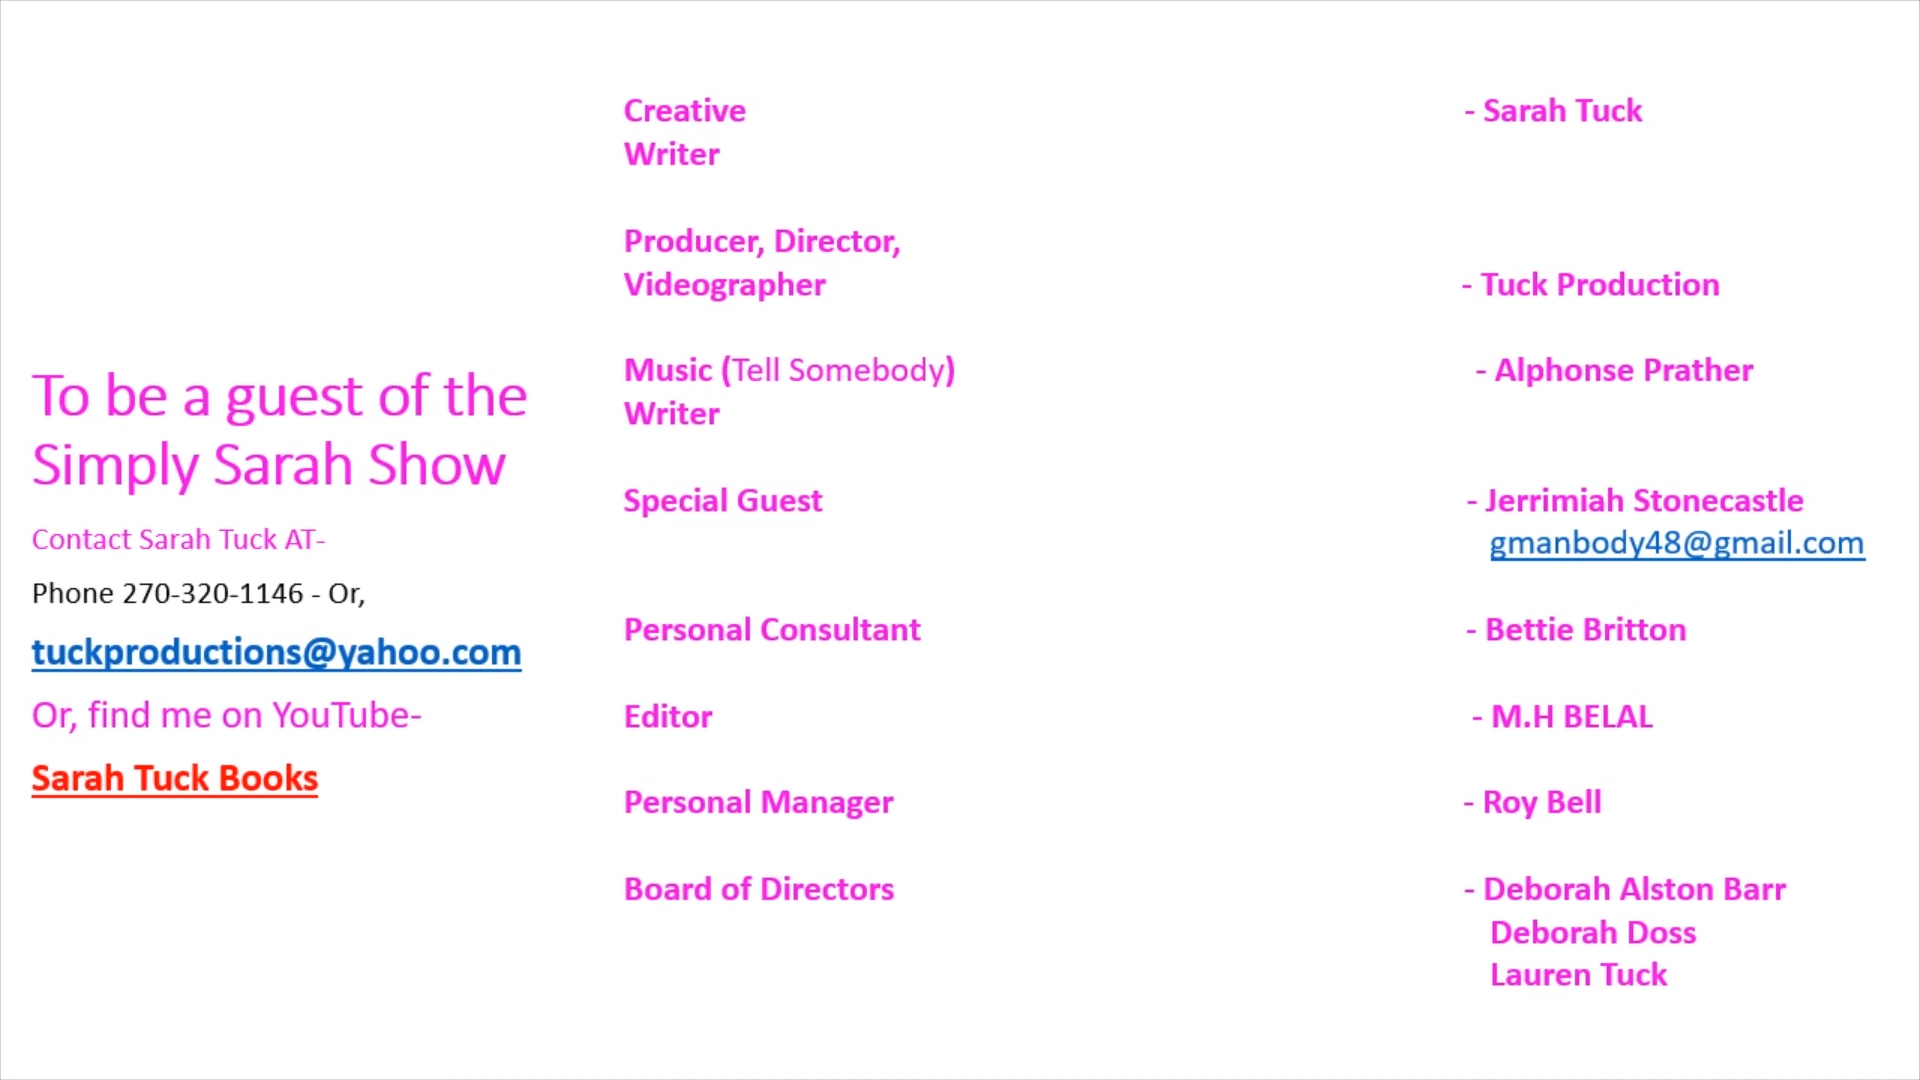 To be a guest of the
Simply Sarah Show
Contact Sarah Tuck AT-
Phone 270-320-1146 - Or,
tuckproductions@yahoo.com
Or, find me on YouTube-
Sarah Tuck Books
Creative - Sarah Tuck
Writer
Producer, Director,
Videographer - Tuck Production
Music (Tell Somebody) - Alphonse Prather
Writer
Special Guest - Jerrimiah Stonecastle
gmanbody48@gmail.com
Personal Consultant - Bettie Britton
Editor - M.H BELAL
Personal Manager - Roy Bell
Board of Directors - Deborah Alston Barr
Deborah Doss
Lauren Tuck